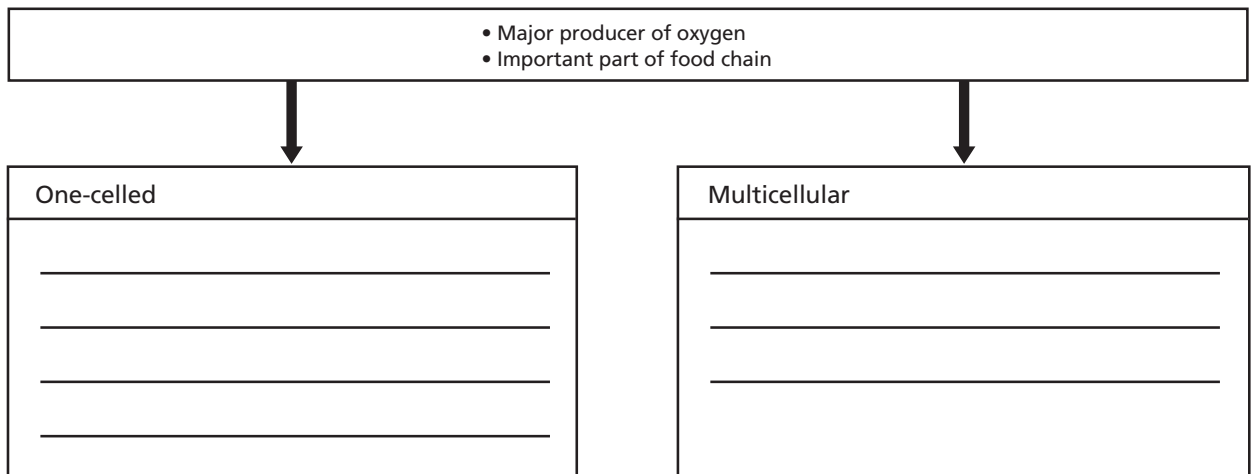 • Major producer of oxygen
• Important part of food chain
One-celled
Multicellular